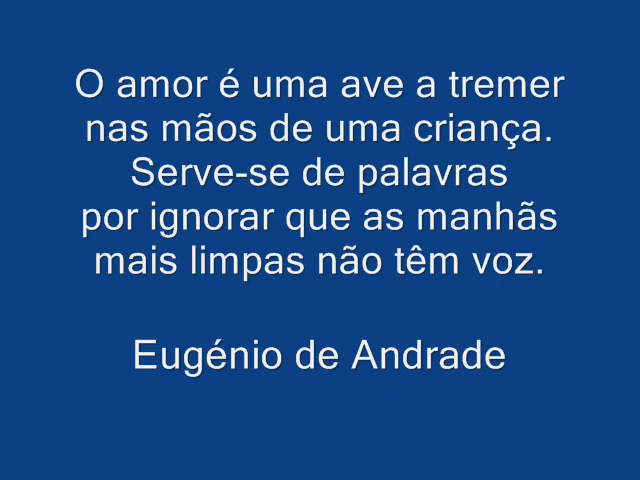 O amor é uma ave a tremer
nas mãos de uma criança.
Serve-se de palavras
por ignorar que as manhãs
mais limpas não têm voz.
Eugénio de Andrade